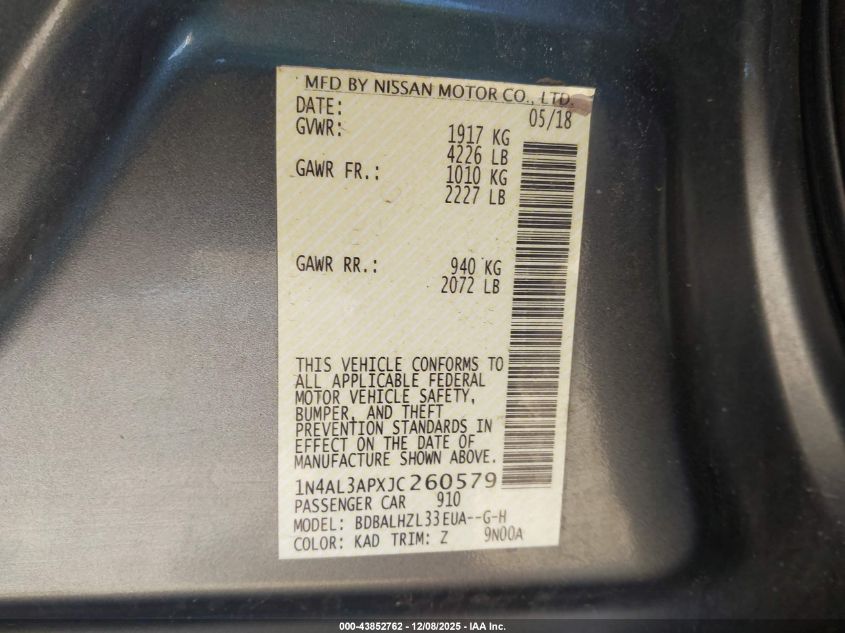 MFD BY NISSAN MOTOR CO., LTD.
DATE: 05/18
GVWR: 1917 KG
4226 LB
GAWR FR.: 1010 KG
2227 LB
GAWR RR.: 940 KG
2072 LB
THIS VEHICLE CONFORMS TO
ALL APPLICABLE FEDERAL
MOTOR VEHICLE SAFETY,
BUMPER, AND THEFT
PREVENTION STANDARDS IN
EFFECT ON THE DATE OF
MANUFACTURE SHOWN ABOVE.
1N4AL3APXJC260579
PASSENGER CAR 910
MODEL: BDBALHZL33EUA--G-H
COLOR: KAD TRIM: Z 9N00A
000-43852762 - 12/08/2025 - IAA Inc.